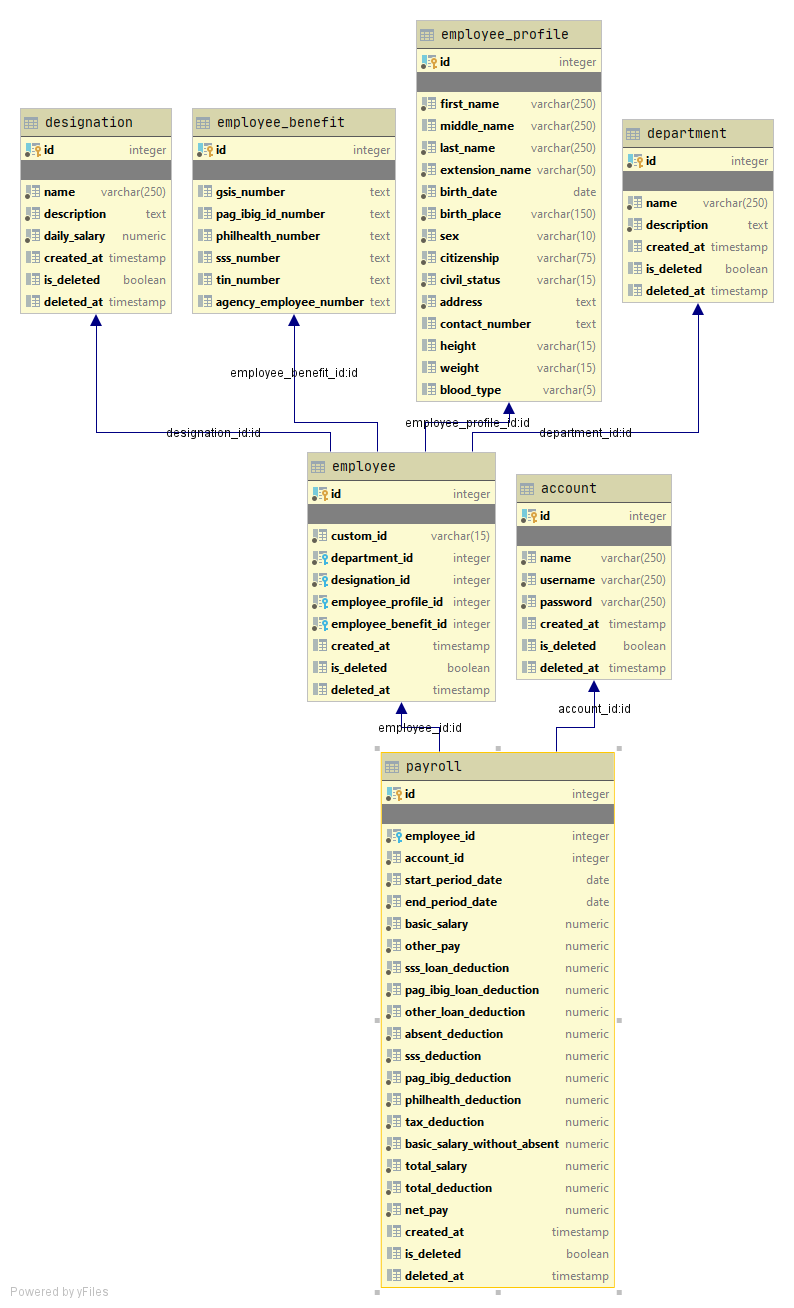 employee_profile
id integer
first_name varchar(250)
middle_name varchar(250)
last_name varchar(250)
extension_name varchar(50)
birth_date date
birth_place varchar(150)
sex varchar(10)
citizenship varchar(75)
civil_status varchar(15)
address text
contact_number text
height varchar(15)
weight varchar(15)
blood_type varchar(5)
designation
id integer
name varchar(250)
description text
daily_salary numeric
created_at timestamp
is_deleted boolean
deleted_at timestamp
employee_benefit
id integer
gsis_number text
pag_ibig_id_number text
philhealth_number text
sss_number text
tin_number text
agency_employee_number text
department
id integer
name varchar(250)
description text
created_at timestamp
is_deleted boolean
deleted_at timestamp
employee_benefit_id:id
employee_profile_id:id
designation_id:id
department_id:id
employee
id integer
custom_id varchar(15)
department_id integer
designation_id integer
employee_profile_id integer
employee_benefit_id integer
created_at timestamp
is_deleted boolean
deleted_at timestamp
account
id integer
name varchar(250)
username varchar(250)
password varchar(250)
created_at timestamp
is_deleted boolean
deleted_at timestamp
account_id:id
employee_id:id
payroll
id integer
employee_id integer
account_id integer
start_period_date date
end_period_date date
basic_salary numeric
other_pay numeric
sss_loan_deduction numeric
pag_ibig_loan_deduction numeric
other_loan_deduction numeric
absent_deduction numeric
sss_deduction numeric
pag_ibig_deduction numeric
philhealth_deduction numeric
tax_deduction numeric
basic_salary_without_absent numeric
total_salary numeric
total_deduction numeric
net_pay numeric
created_at timestamp
is_deleted boolean
deleted_at timestamp
Powered by yFiles